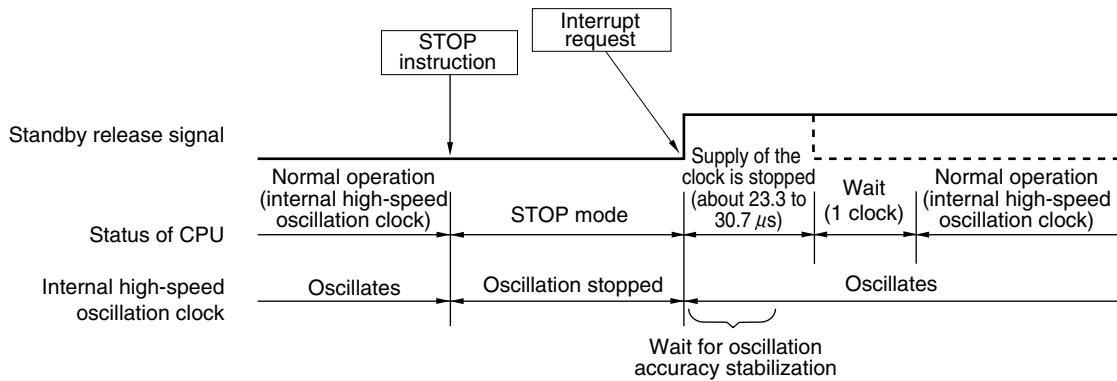 Interrupt
request
STOP
instruction
Standby release signal
Supply of the
clock is stopped
(about 23.3 to
30.7 μs)
Normal operation
(internal high-speed
oscillation clock)
STOP mode
Wait
(1 clock)
Normal operation
(internal high-speed
oscillation clock)
Status of CPU
Internal high-speed
oscillation clock
Oscillates
Oscillation stopped
Oscillates
Wait for oscillation
accuracy stabilization